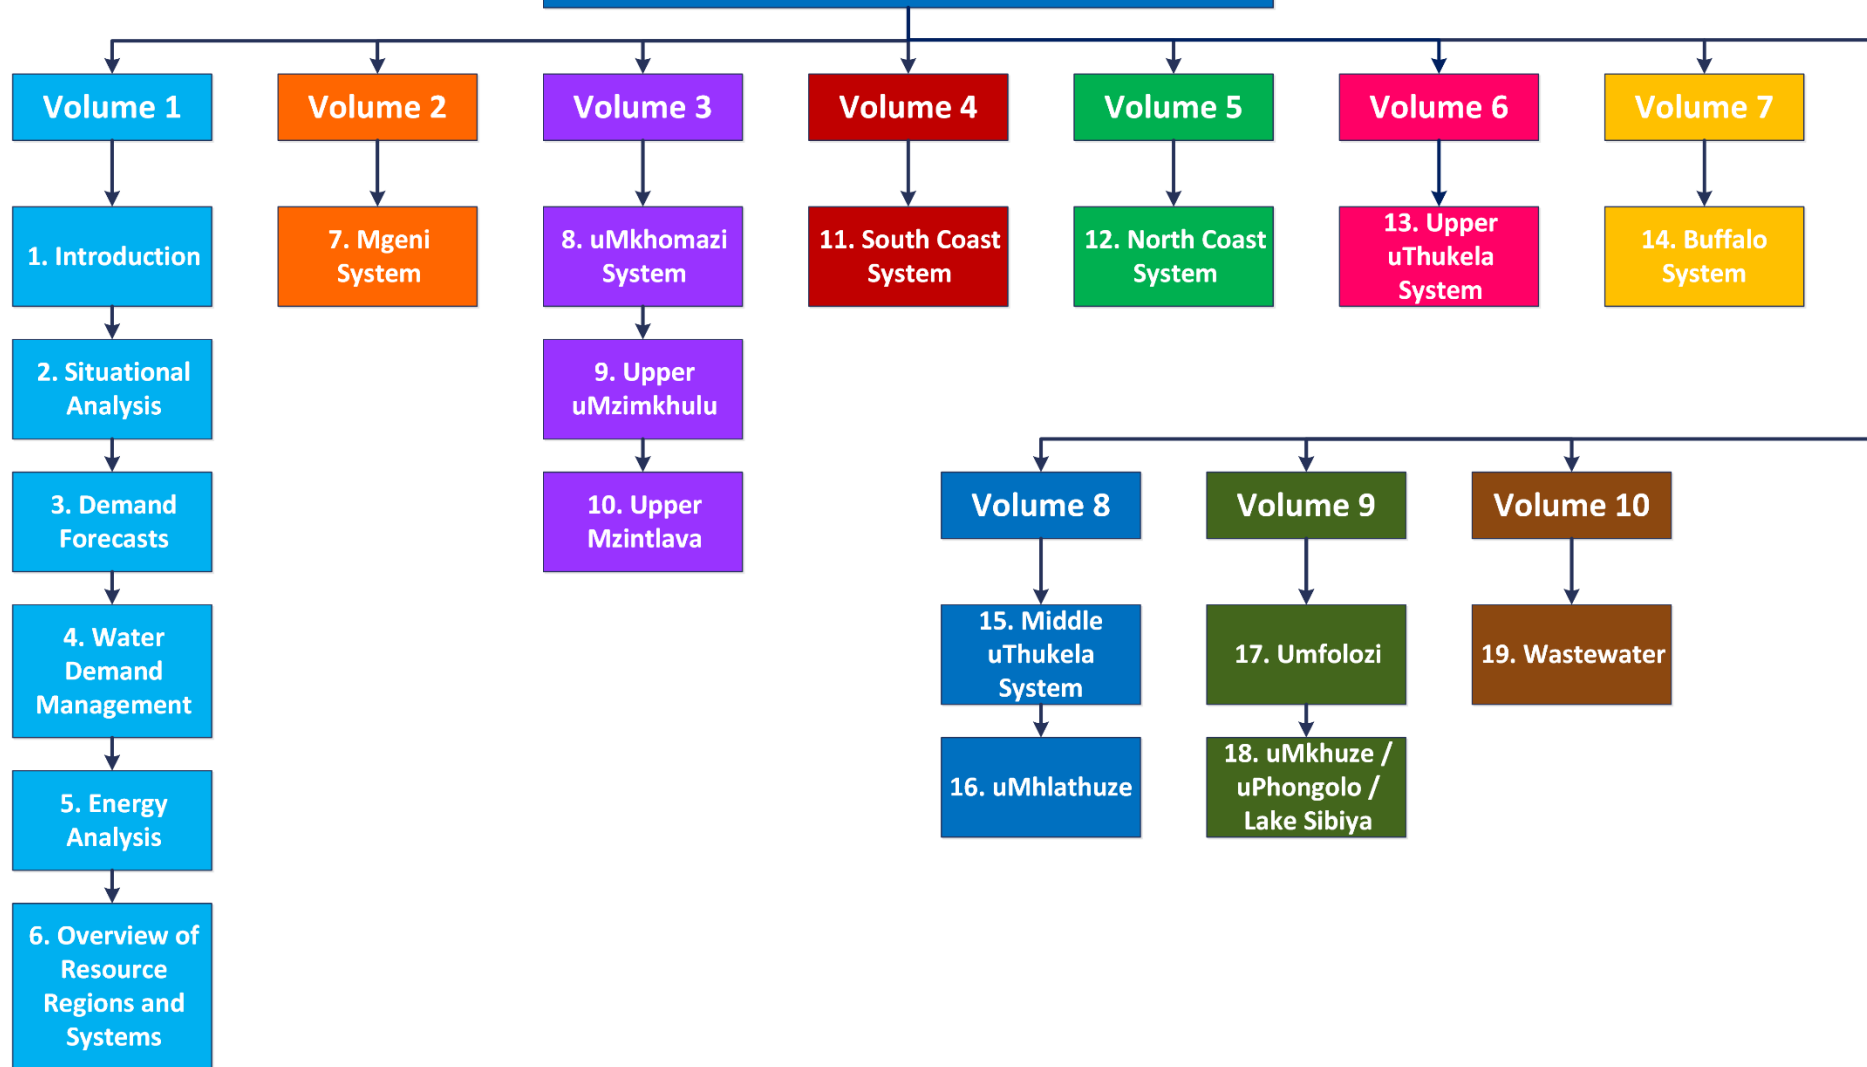 Volume 1
Volume 2
Volume 3
Volume 4
Volume 5
Volume 6
Volume 7
1. Introduction
7. Mgeni
System
8. uMkhomazi
System
11. South Coast
System
12. North Coast
System
13. Upper
uThukela
System
14. Buffalo
System
2. Situational
Analysis
9. Upper
uMzimkhulu
3. Demand
Forecasts
10. Upper
Mzintlava
Volume 8
Volume 9
Volume 10
4. Water
Demand
Management
15. Middle
uThukela
System
17. Umfolozi
19. Wastewater
5. Energy
Analysis
16. uMhlathuze
18. uMkhuze /
uPhongolo /
Lake Sibiya
6. Overview of
Resource
Regions and
Systems